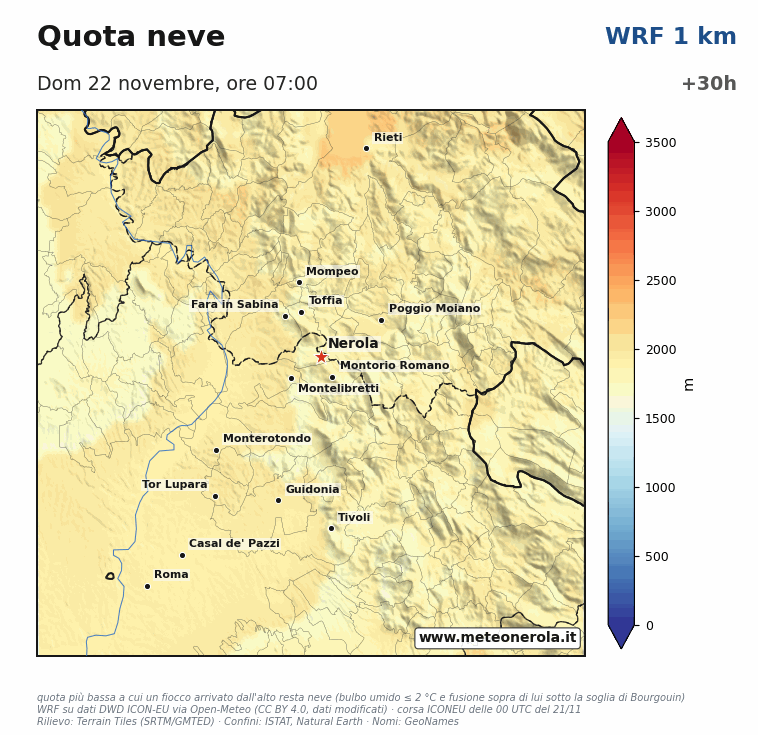 Quota neve
WRF 1 km
Dom 22 novembre, ore 07:00
+30h
Rieti
Mompeo
Toffia
Fara in Sabina
Poggio Moiano
Nerola
Montorio Romano
Montelibretti
Monterotondo
Tor Lupara
Guidonia
Tivoli
Casal de' Pazzi
Roma
www.meteonerola.it
3500
3000
2500
2000
1500
1000
500
0
m
quota più bassa a cui un fiocco arrivato dall'alto resta neve (bulbo umido ≤ 2 °C e fusione sopra di lui sotto la soglia di Bourgouin)
WRF su dati DWD ICON-EU via Open-Meteo (CC BY 4.0, dati modificati) · corsa ICONEU delle 00 UTC del 21/11
Rilievo: Terrain Tiles (SRTM/GMTED) · Confini: ISTAT, Natural Earth · Nomi: GeoNames